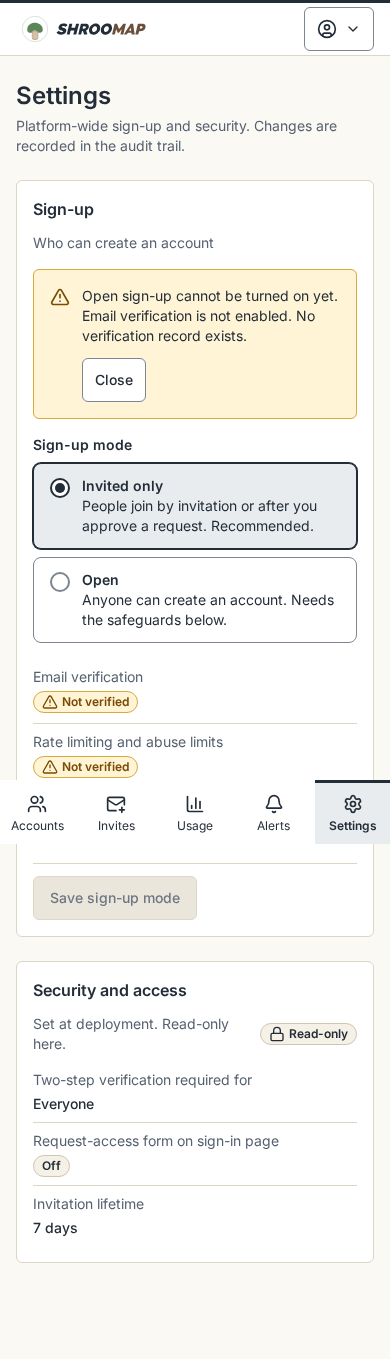 SHROOMAP
Settings
Platform-wide sign-up and security. Changes are
recorded in the audit trail.
Sign-up
Who can create an account
Open sign-up cannot be turned on yet.
Email verification is not enabled. No
verification record exists.
Close
Sign-up mode
Invited only
People join by invitation or after you
approve a request. Recommended.
Open
Anyone can create an account. Needs
the safeguards below.
Email verification
Not verified
Rate limiting and abuse limits
Not verified
Accounts
Invites
Usage
Alerts
Settings
Save sign-up mode
Security and access
Set at deployment. Read-only
here.
Read-only
Two-step verification required for
Everyone
Request-access form on sign-in page
Off
Invitation lifetime
7 days